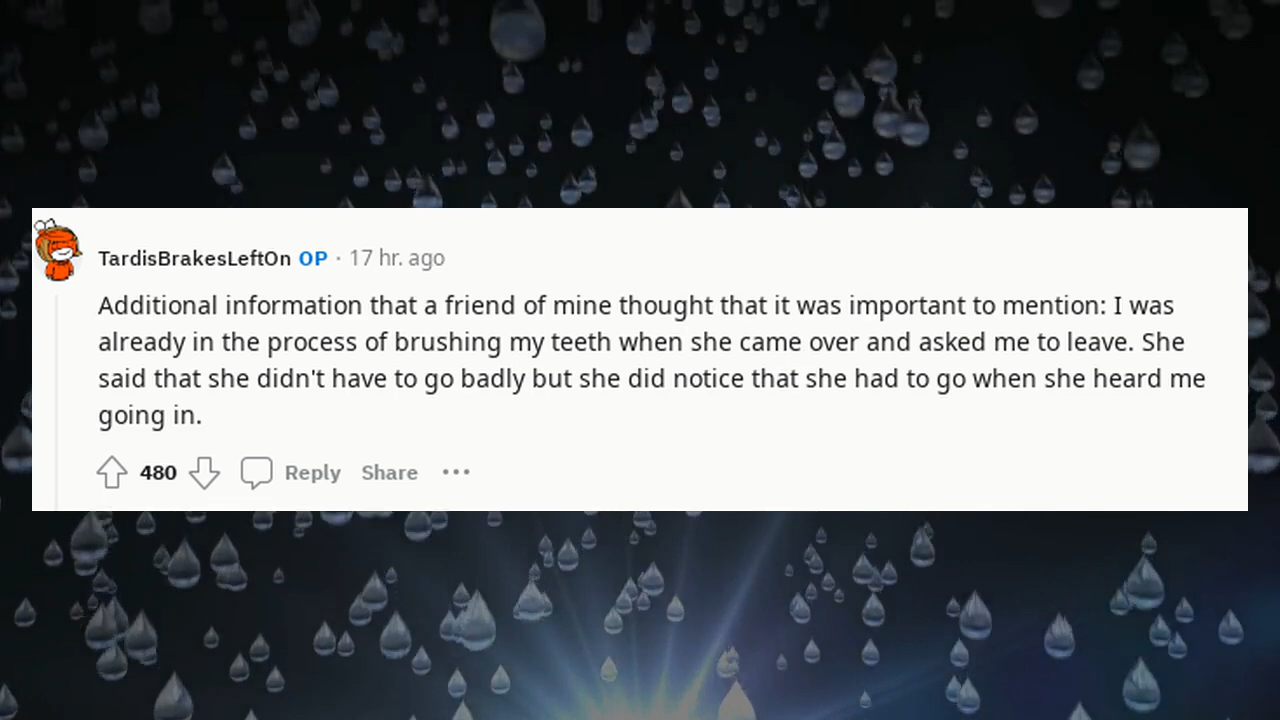 TardisBrakesLeftOn OP · 17 hr. ago
Additional information that a friend of mine thought that it was important to mention: I was
already in the process of brushing my teeth when she came over and asked me to leave. She
said that she didn't have to go badly but she did notice that she had to go when she heard me
going in.
480 Reply Share ···